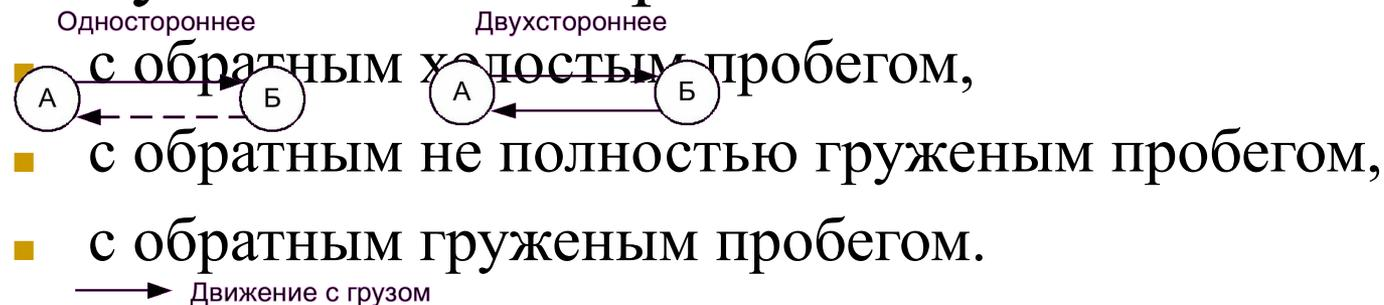 Одностороннее Двухстороннее
с обратным холостым пробегом,
А Б А Б
с обратным не полностью груженым пробегом,
с обратным груженым пробегом.
Движение с грузом